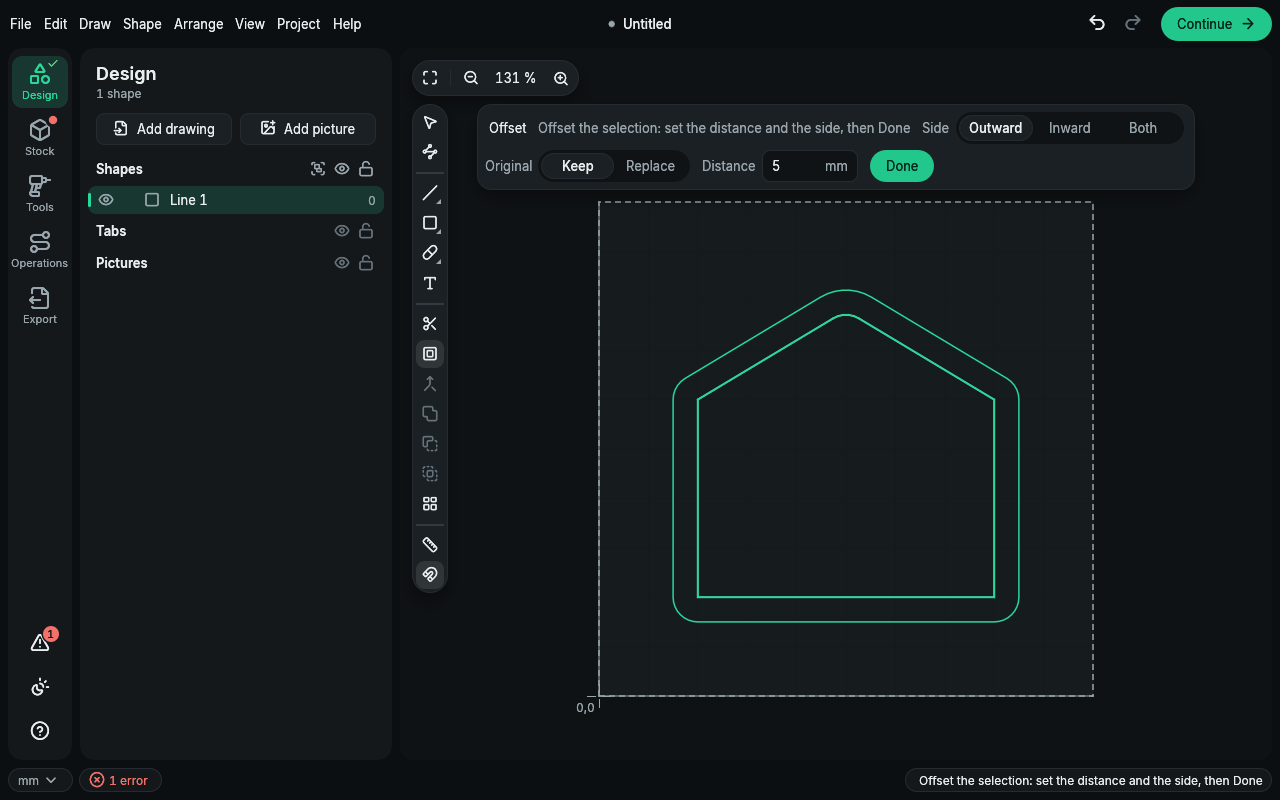 File Edit Draw Shape Arrange View Project Help
Untitled
Continue
Design
Stock
Tools
Operations
Export
1
Design
1 shape
Add drawing
Add picture
Shapes
Line 1
0
Tabs
Pictures
131 %
Offset Offset the selection: set the distance and the side, then Done Side Outward Inward Both
Original Keep Replace Distance 5 mm Done
0,0
mm
1 error
Offset the selection: set the distance and the side, then Done